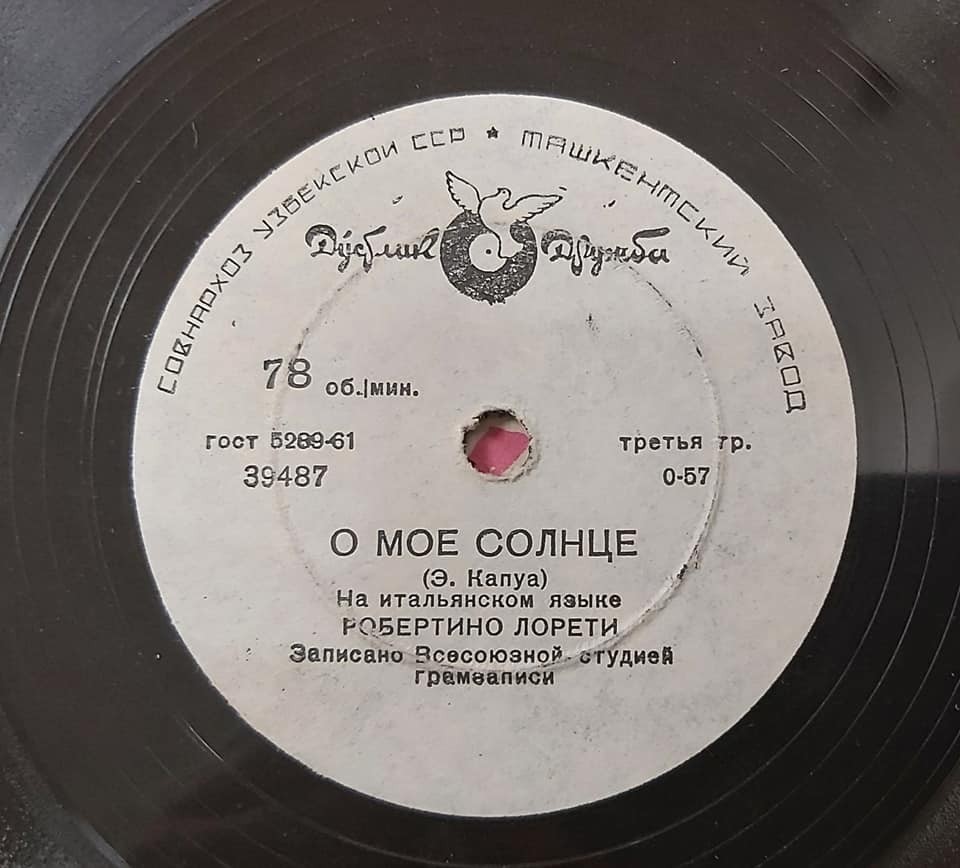 СОВНАРХОЗ УЗБЕКСКОЙ ССР ★ ТАШКЕНТСКИЙ ЗАВОД
Дӯстлик Дружба
78 об./мин.
гост 5289-61
третья гр.
39487
0-57
О МОЕ СОЛНЦЕ
(Э. Капуа)
На итальянском языке
РОБЕРТИНО ЛОРЕТИ
Записано Всесоюзной студией
грамзаписи